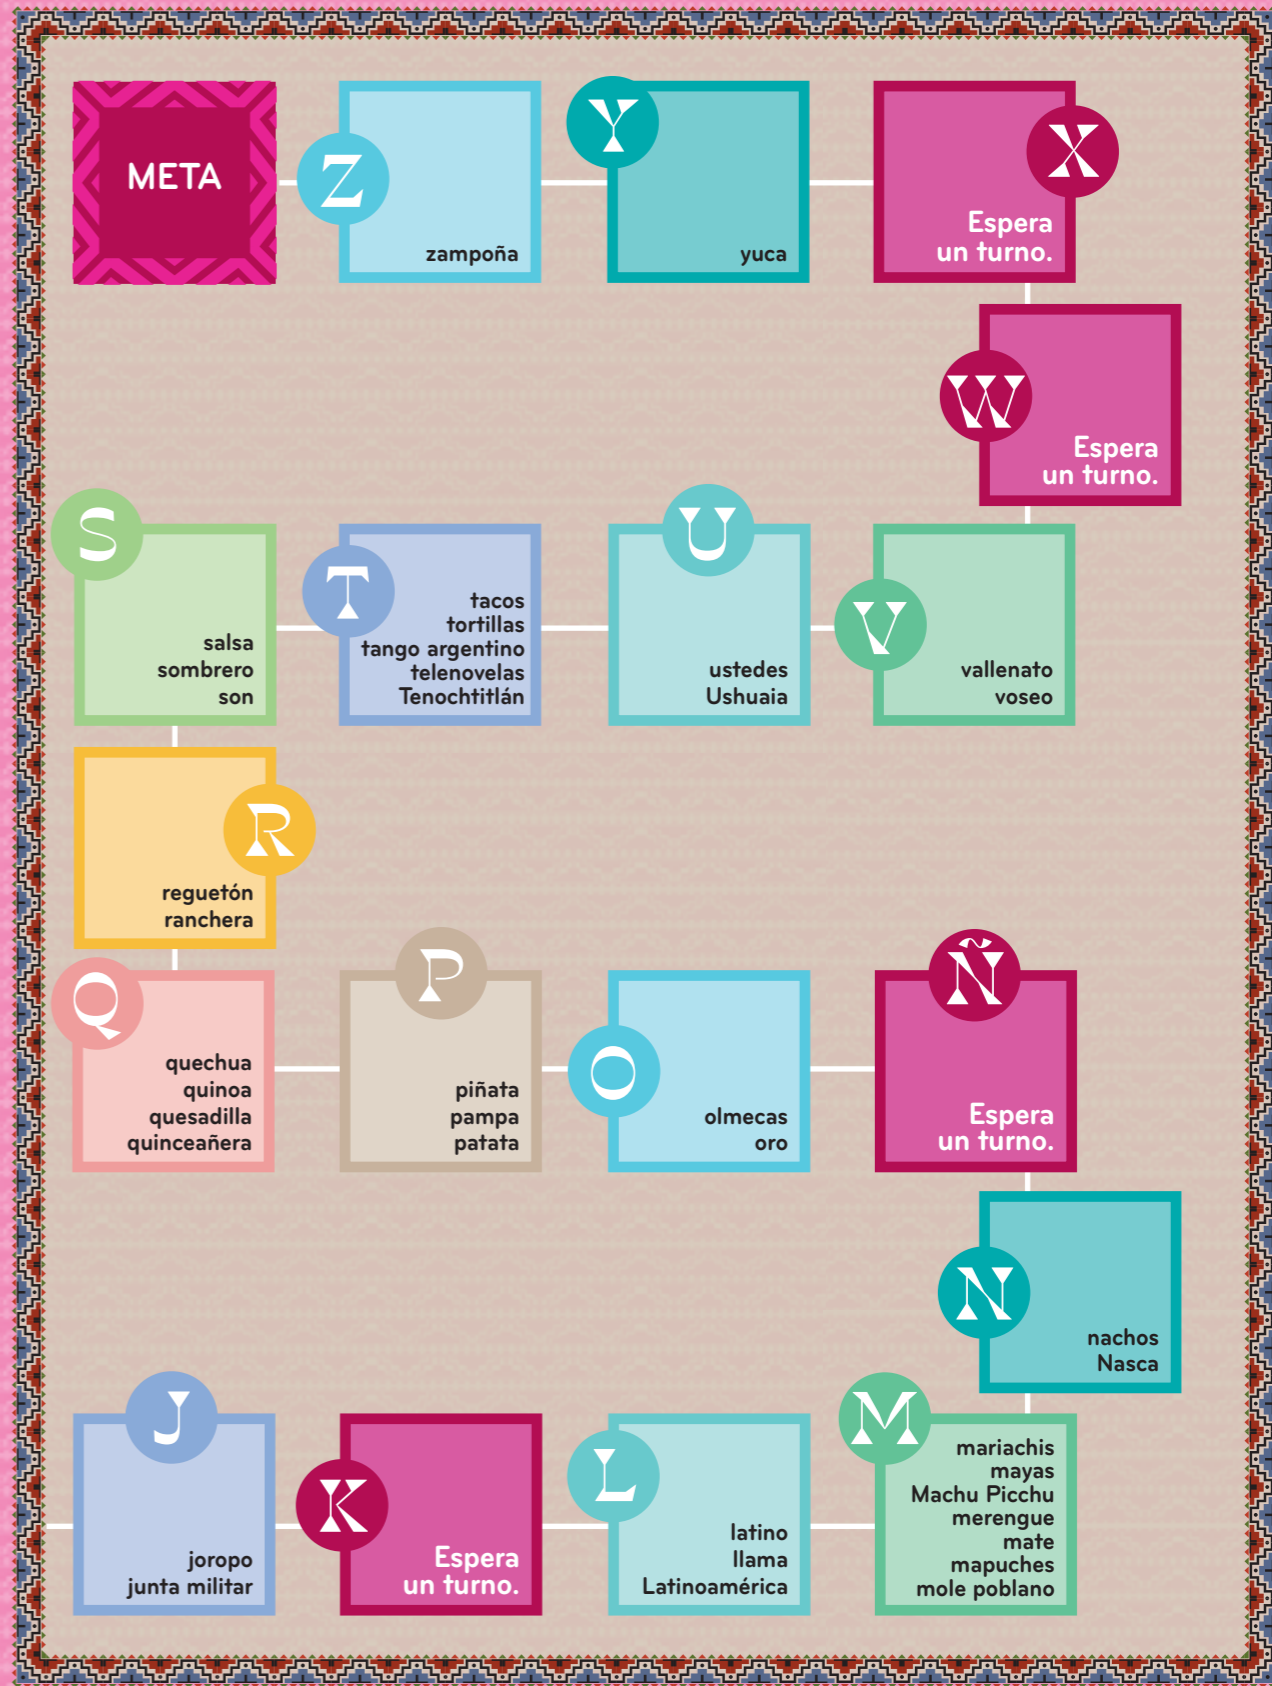 META
Z
zampoña
Y
yuca
X
Espera
un turno.
W
Espera
un turno.
S
salsa
sombrero
son
T
tacos
tortillas
tango argentino
telenovelas
Tenochtitlán
U
ustedes
Ushuaia
V
vallenato
voseo
R
reguetón
ranchera
Q
quechua
quinoa
quesadilla
quinceañera
P
piñata
pampa
patata
O
olmecas
oro
Ñ
Espera
un turno.
N
nachos
Nasca
J
joropo
junta militar
K
Espera
un turno.
L
latino
llama
Latinoamérica
M
mariachis
mayas
Machu Picchu
merengue
mate
mapuches
mole poblano